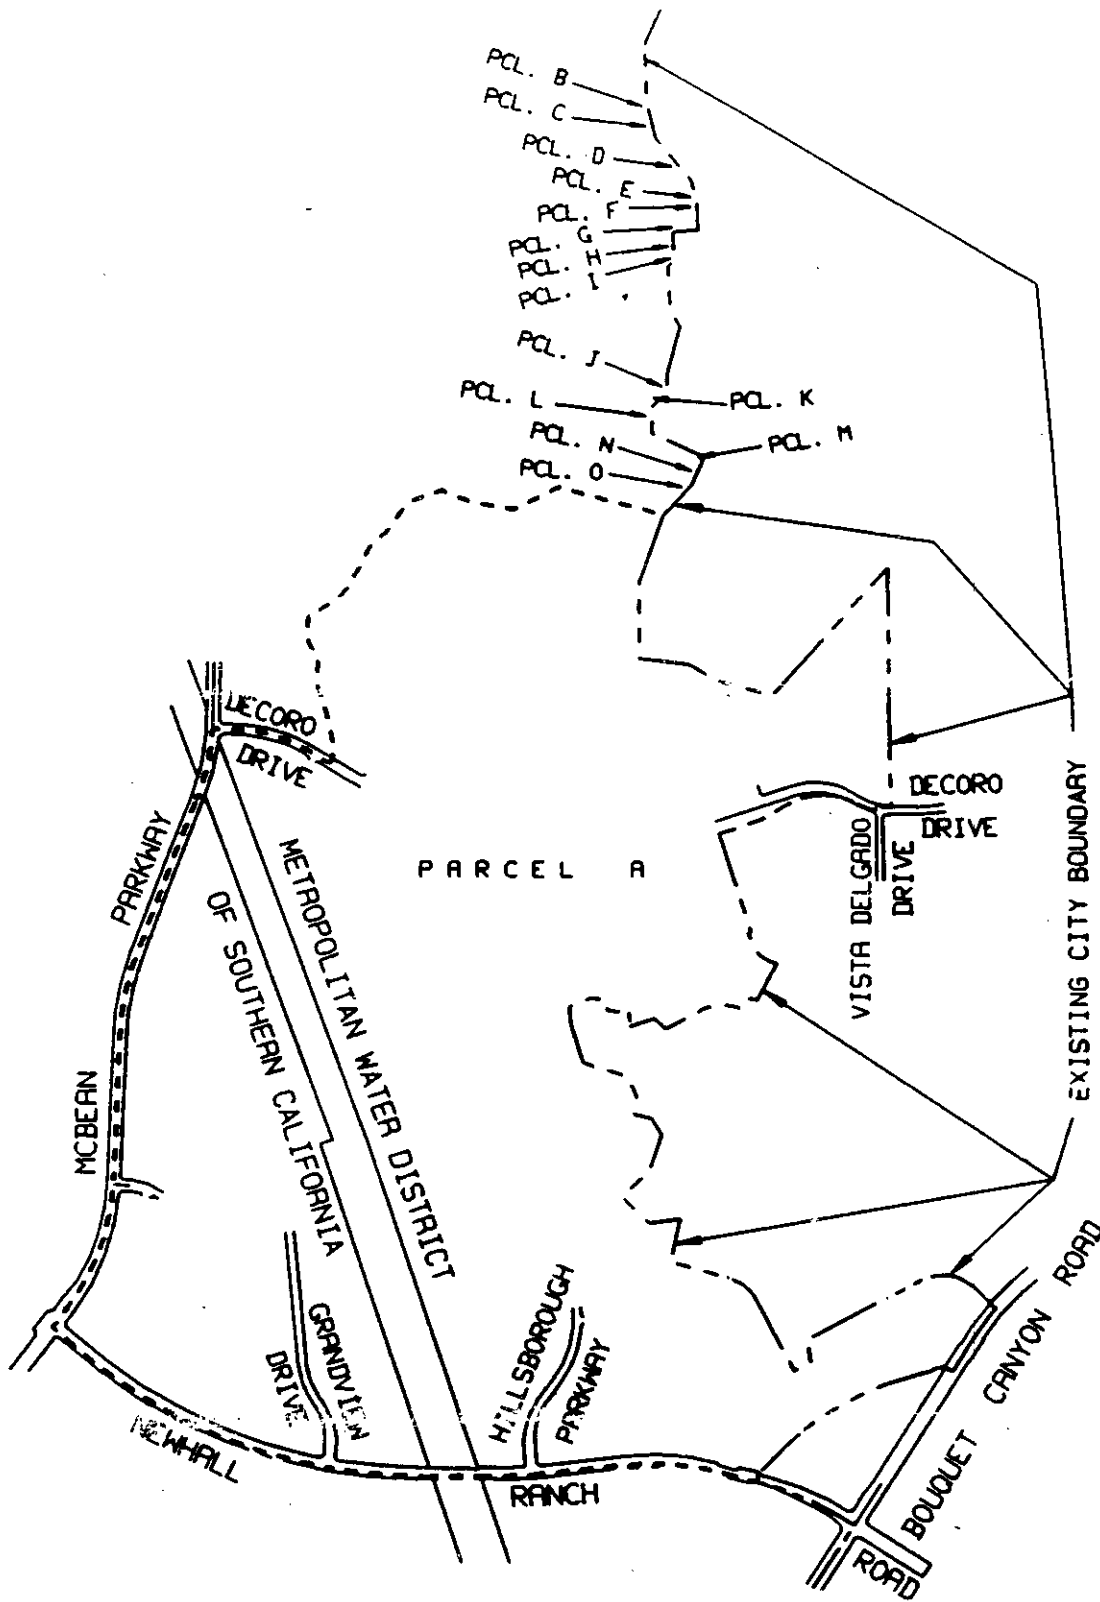 PCL. B
PCL. C
PCL. D
PCL. E
PCL. F
PCL. G
PCL. H
PCL. I
PCL. J
PCL. K
PCL. L
PCL. M
PCL. N
PCL. O
DECORO
DRIVE
PARKWAY
MCBEAN
PARCEL A
METROPOLITAN WATER DISTRICT
OF SOUTHERN CALIFORNIA
DECORO
DRIVE
VISTA DELGADO
DRIVE
EXISTING CITY BOUNDARY
GRANDVIEW
DRIVE
HILLSBOROUGH
PARKWAY
NEWHALL
RANCH
ROAD
BOUQUET CANYON ROAD